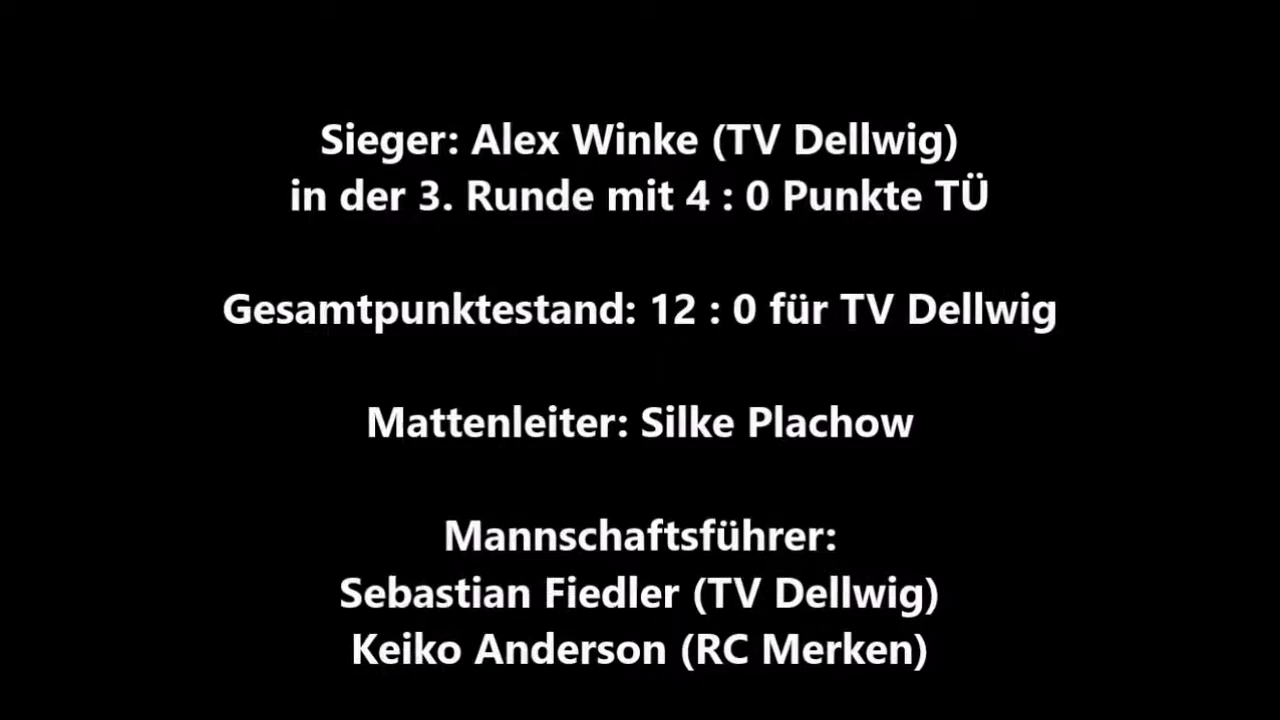 Sieger: Alex Winke (TV Dellwig)
in der 3. Runde mit 4 : 0 Punkte TÜ
Gesamtpunktestand: 12 : 0 für TV Dellwig
Mattenleiter: Silke Plachow
Mannschaftsführer:
Sebastian Fiedler (TV Dellwig)
Keiko Anderson (RC Merken)